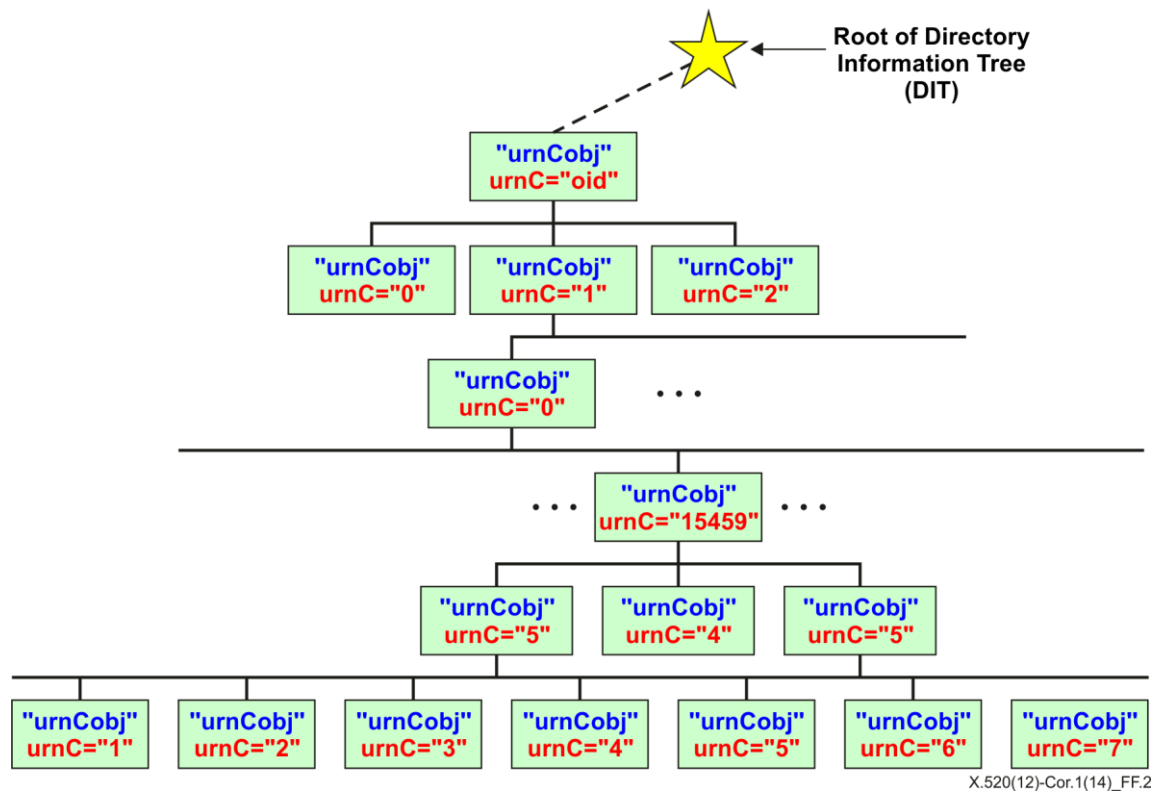 Root of Directory
Information Tree
(DIT)
"urnCobj"
urnC="oid"
"urnCobj"
urnC="0"
"urnCobj"
urnC="1"
"urnCobj"
urnC="2"
"urnCobj"
urnC="0"
• • •
• • •
"urnCobj"
urnC="15459"
• • •
"urnCobj"
urnC="5"
"urnCobj"
urnC="4"
"urnCobj"
urnC="5"
"urnCobj"
urnC="1"
"urnCobj"
urnC="2"
"urnCobj"
urnC="3"
"urnCobj"
urnC="4"
"urnCobj"
urnC="5"
"urnCobj"
urnC="6"
"urnCobj"
urnC="7"
X.520(12)-Cor.1(14)_FF.2